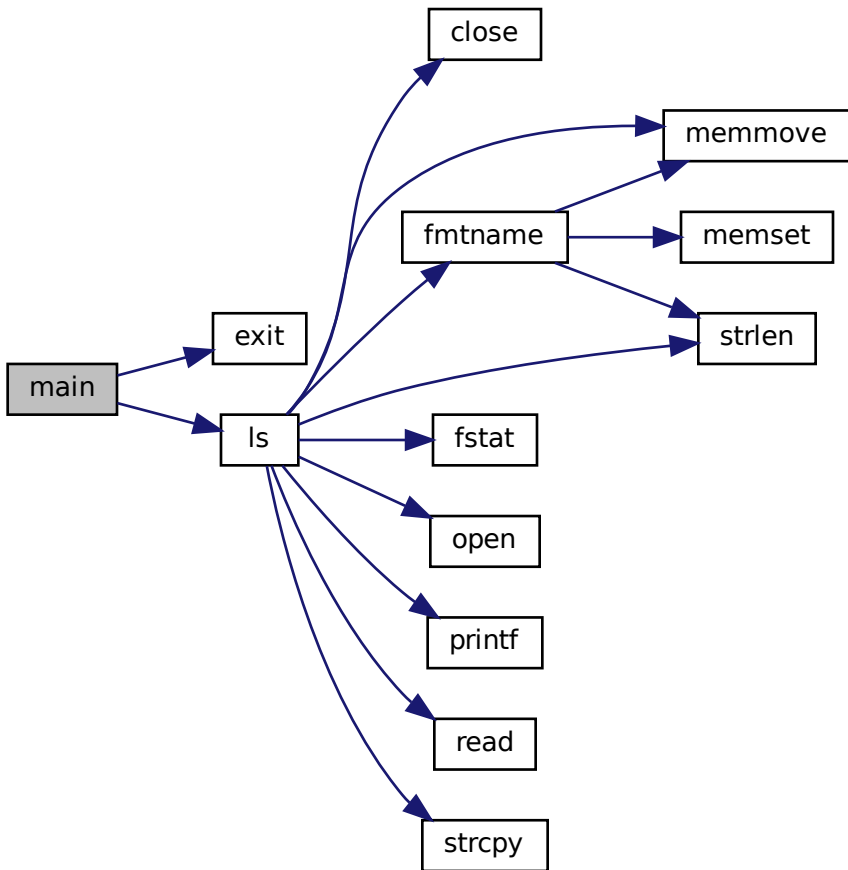 close
memmove
fmtname
memset
exit
strlen
main
ls
fstat
open
printf
read
strcpy